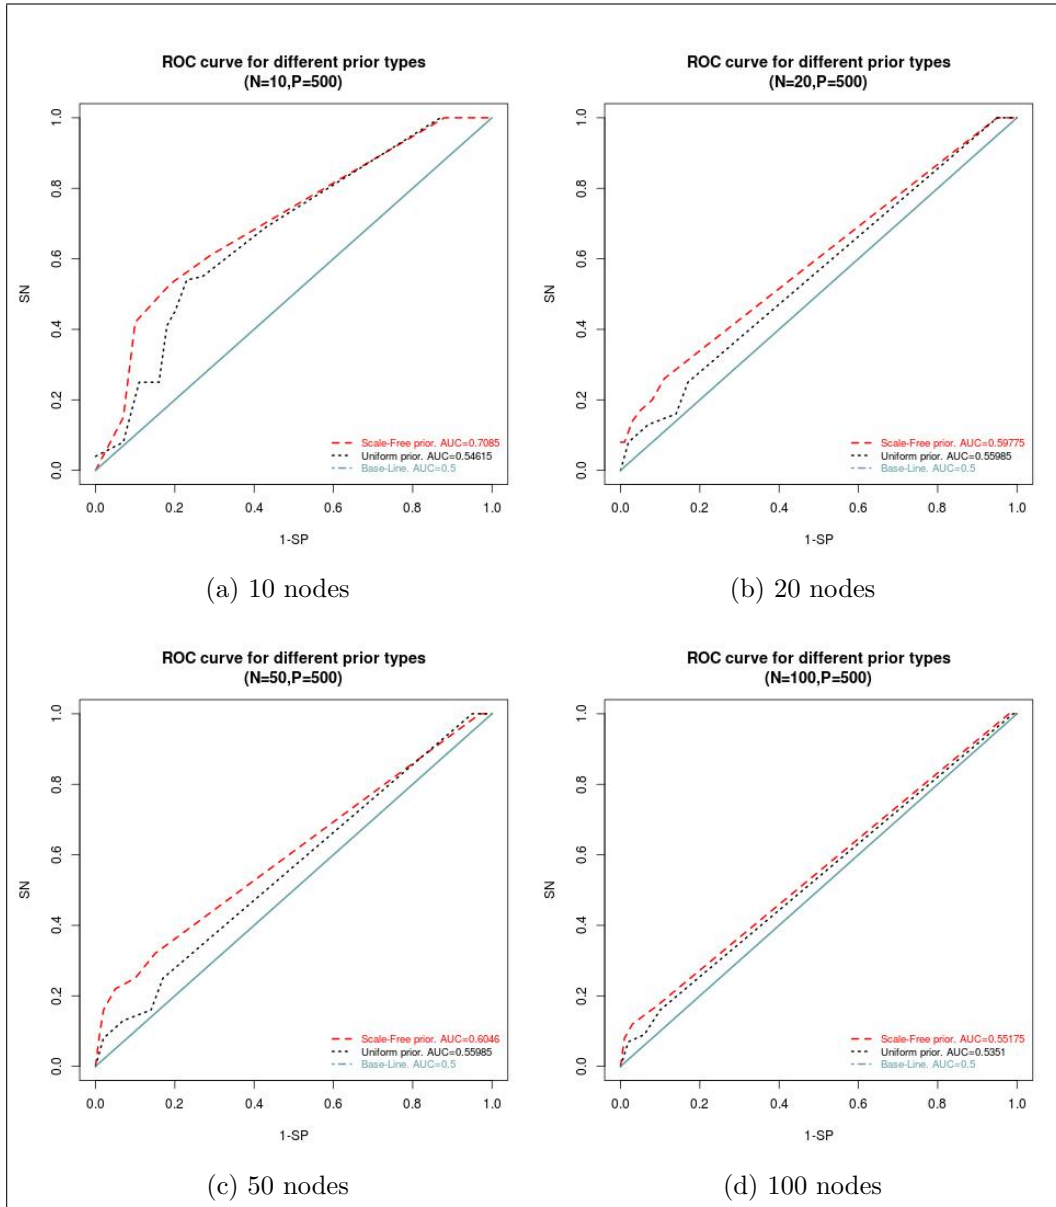 ROC curve for different prior types
(N=10,P=500)
SN
1.0
0.8
0.6
0.4
0.2
0.0
Scale-Free prior. AUC=0.7085
Uniform prior. AUC=0.54615
Base-Line. AUC=0.5
0.0 0.2 0.4 0.6 0.8 1.0
1-SP
(a) 10 nodes
ROC curve for different prior types
(N=20,P=500)
SN
1.0
0.8
0.6
0.4
0.2
0.0
Scale-Free prior. AUC=0.59775
Uniform prior. AUC=0.55985
Base-Line. AUC=0.5
0.0 0.2 0.4 0.6 0.8 1.0
1-SP
(b) 20 nodes
ROC curve for different prior types
(N=50,P=500)
SN
1.0
0.8
0.6
0.4
0.2
0.0
Scale-Free prior. AUC=0.6046
Uniform prior. AUC=0.55985
Base-Line. AUC=0.5
0.0 0.2 0.4 0.6 0.8 1.0
1-SP
(c) 50 nodes
ROC curve for different prior types
(N=100,P=500)
SN
1.0
0.8
0.6
0.4
0.2
0.0
Scale-Free prior. AUC=0.55175
Uniform prior. AUC=0.5351
Base-Line. AUC=0.5
0.0 0.2 0.4 0.6 0.8 1.0
1-SP
(d) 100 nodes